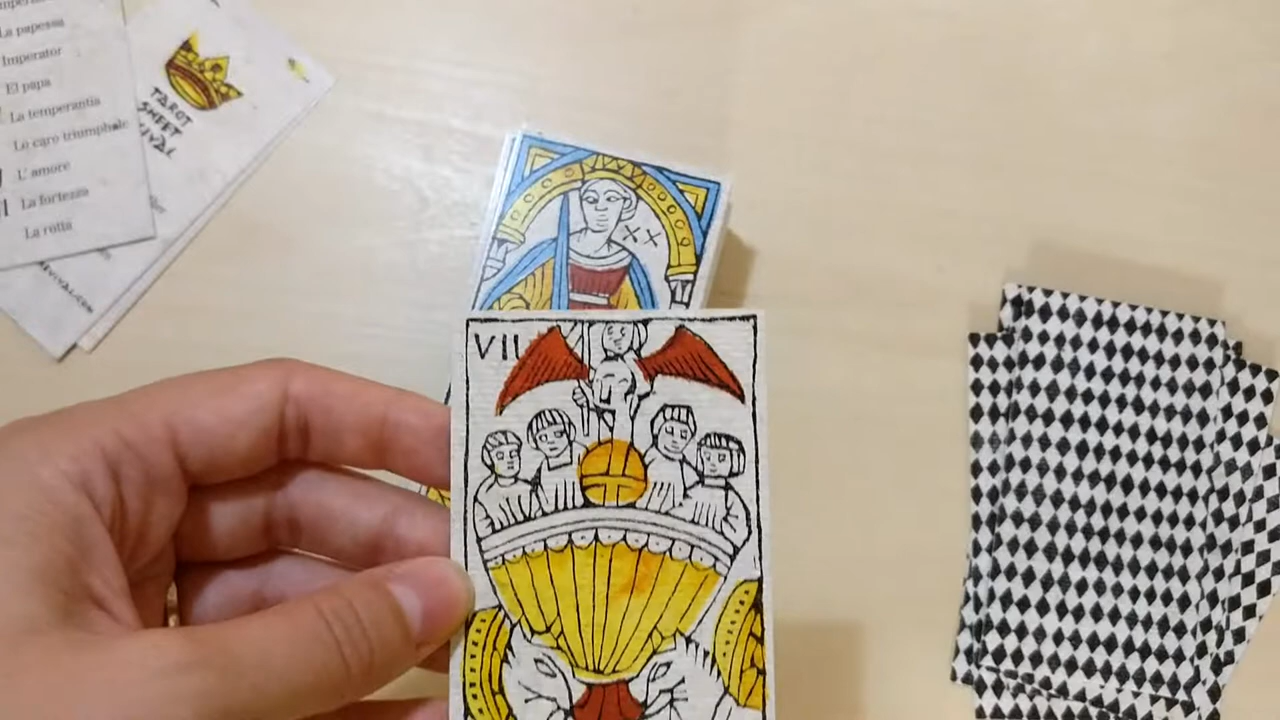 La papessa
Imperator
El papa
La temperantia
Lo caro triumphale
L' amore
La fortezza
La rotta
TAROT
SHEET
XX
VII